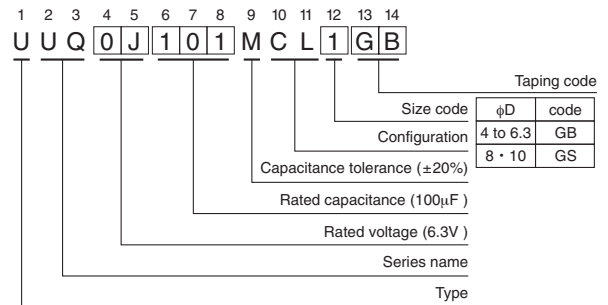 1 2 3 4 5 6 7 8 9 10 11 12 13 14
U U Q 0 J 1 0 1 M C L 1 G B
Taping code
Size code
φD code
4 to 6.3 GB
8・10 GS
Configuration
Capacitance tolerance (±20%)
Rated capacitance (100μF )
Rated voltage (6.3V )
Series name
Type